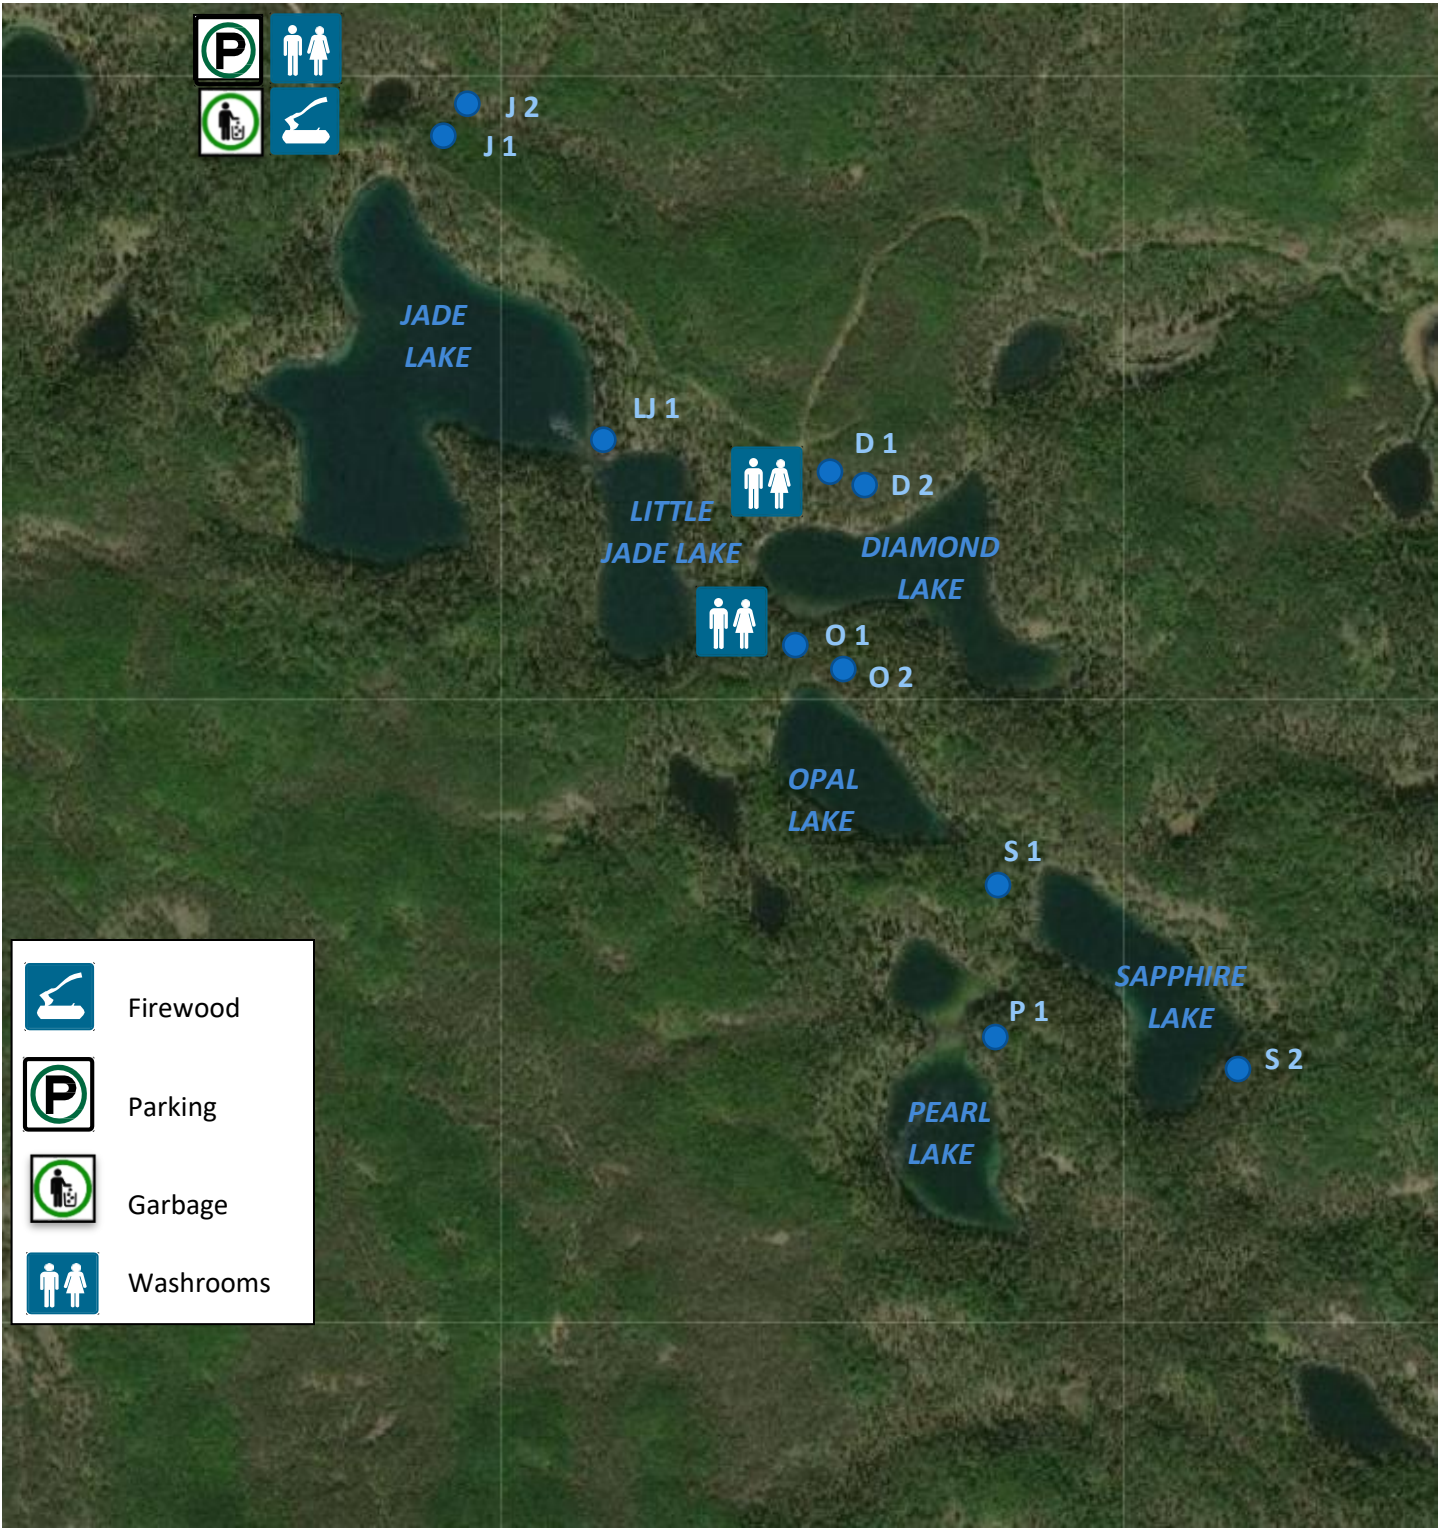 P
J 2
J 1
JADE
LAKE
LJ 1
D 1
D 2
LITTLE
JADE LAKE
DIAMOND
LAKE
O 1
O 2
OPAL
LAKE
S 1
SAPPHIRE
LAKE
P 1
S 2
PEARL
LAKE
Firewood
P
Parking
Garbage
Washrooms